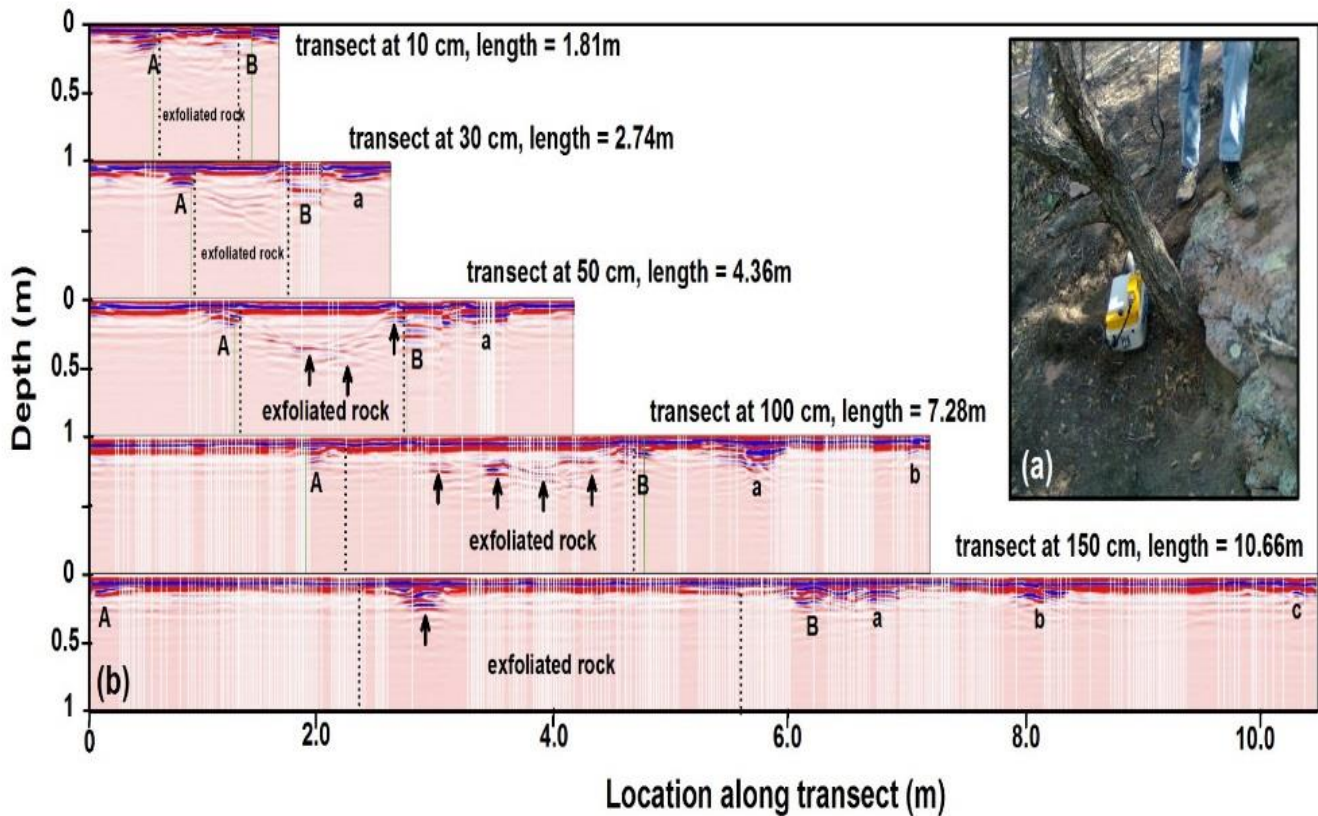 0
transect at 10 cm, length = 1.81m
A B
0.5
exfoliated rock
1
transect at 30 cm, length = 2.74m
A B a
exfoliated rock
0
transect at 50 cm, length = 4.36m
A B a
0.5
exfoliated rock
1
transect at 100 cm, length = 7.28m
A B a b
exfoliated rock
transect at 150 cm, length = 10.66m
0
A B a b c
0.5
exfoliated rock
(b)
1
0 2.0 4.0 6.0 8.0 10.0
Location along transect (m)
Depth (m)
(a)